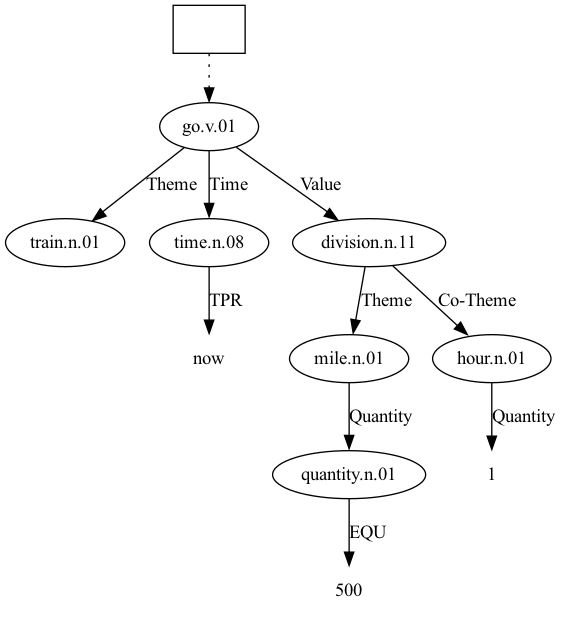 go.v.01
Theme Time Value
train.n.01 time.n.08 division.n.11
TPR Theme Co-Theme
now mile.n.01 hour.n.01
Quantity Quantity
quantity.n.01 1
EQU
500